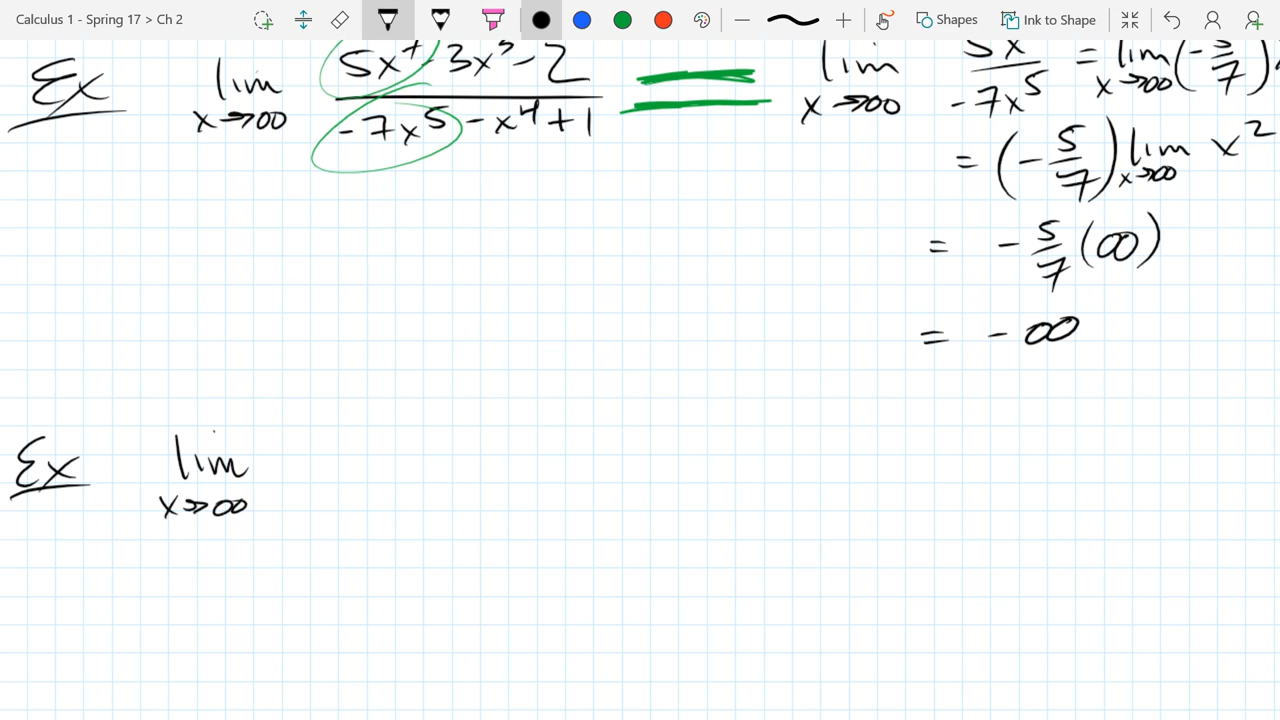 Calculus 1 - Spring 17 > Ch 2 Shapes Ink to Shape
Ex lim x→∞ (5x⁷ - 3x³ - 2)/(-7x⁵ - x⁴ + 1) = lim x→∞ 5x/(-7x⁵) = lim x→∞ (-5/7)
= (-5/7) lim x→∞ x²
= -5/7 (∞)
= -∞
Ex lim x→∞